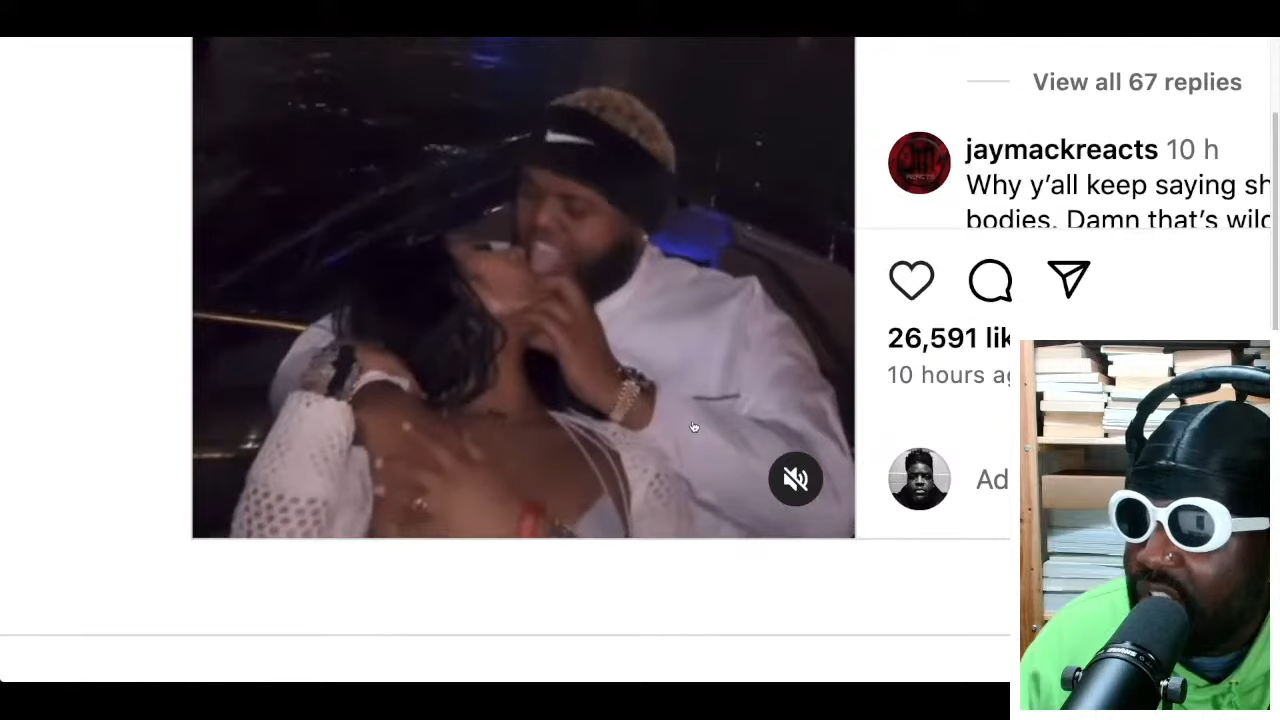 View all 67 replies
jaymackreacts 10 h
Why y'all keep saying sh
bodies. Damn that's wild
26,591 lik
10 hours ag
Ad